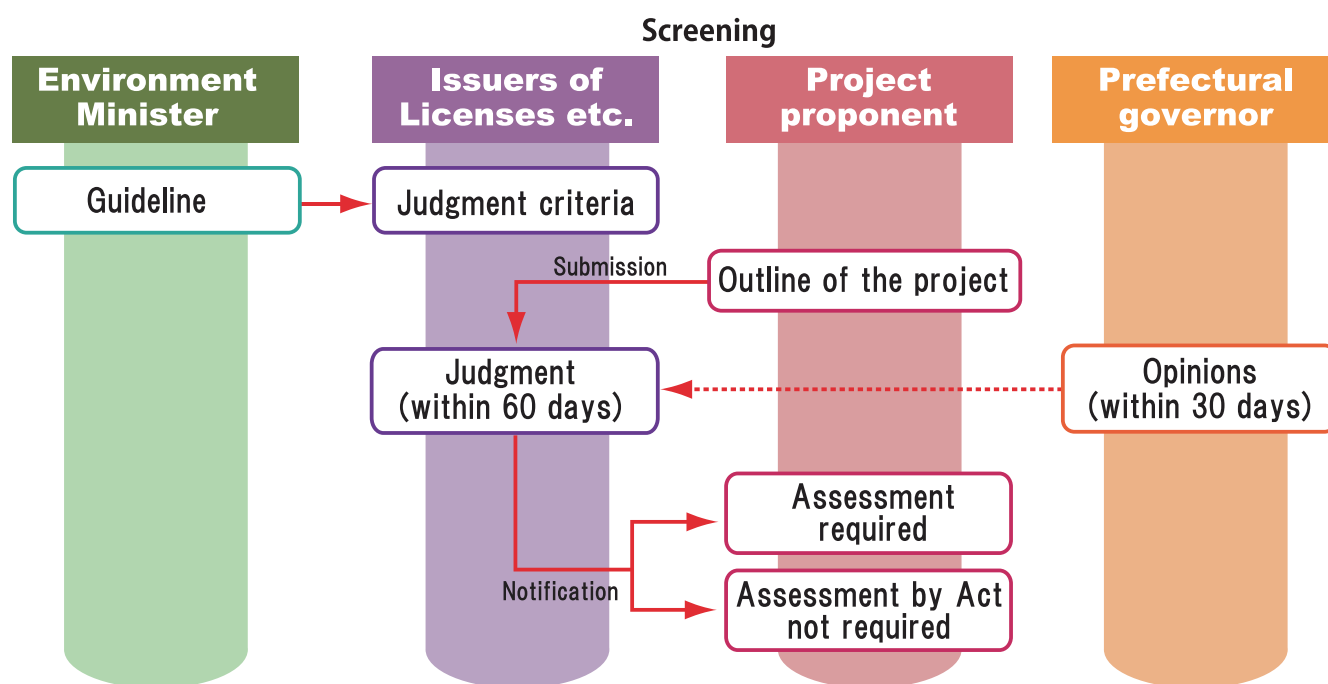 Screening
Environment
Minister
Issuers of
Licenses etc.
Project
proponent
Prefectural
governor
Guideline
Judgment criteria
Submission
Outline of the project
Judgment
(within 60 days)
Opinions
(within 30 days)
Assessment
required
Notification
Assessment by Act
not required